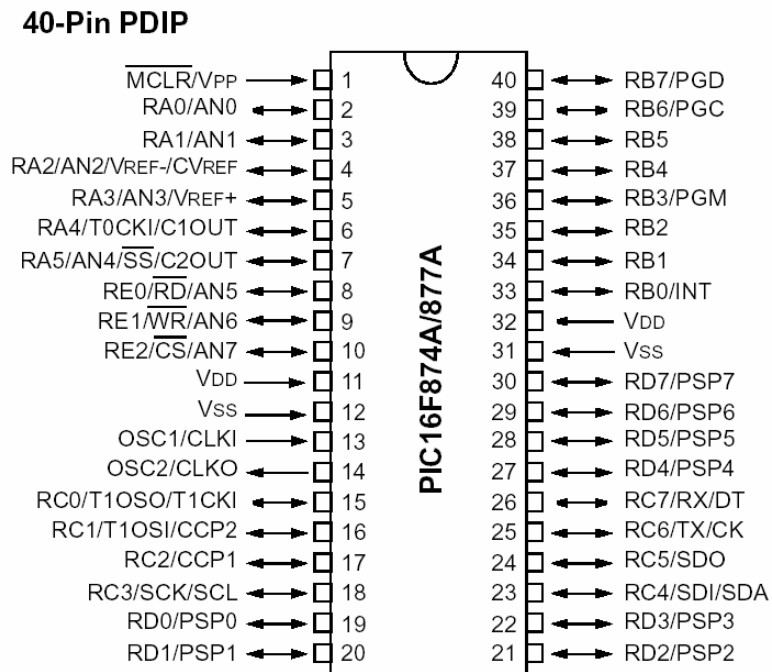 40-Pin PDIP
MCLR/VPP 1 40 RB7/PGD
RA0/AN0 2 39 RB6/PGC
RA1/AN1 3 38 RB5
RA2/AN2/VREF-/CVREF 4 37 RB4
RA3/AN3/VREF+ 5 36 RB3/PGM
RA4/T0CKI/C1OUT 6 35 RB2
RA5/AN4/SS/C2OUT 7 34 RB1
RE0/RD/AN5 8 33 RB0/INT
RE1/WR/AN6 9 32 VDD
RE2/CS/AN7 10 31 VSS
VDD 11 30 RD7/PSP7
VSS 12 29 RD6/PSP6
OSC1/CLKI 13 28 RD5/PSP5
OSC2/CLKO 14 27 RD4/PSP4
RC0/T1OSO/T1CKI 15 26 RC7/RX/DT
RC1/T1OSI/CCP2 16 25 RC6/TX/CK
RC2/CCP1 17 24 RC5/SDO
RC3/SCK/SCL 18 23 RC4/SDI/SDA
RD0/PSP0 19 22 RD3/PSP3
RD1/PSP1 20 21 RD2/PSP2
PIC16F874A/877A